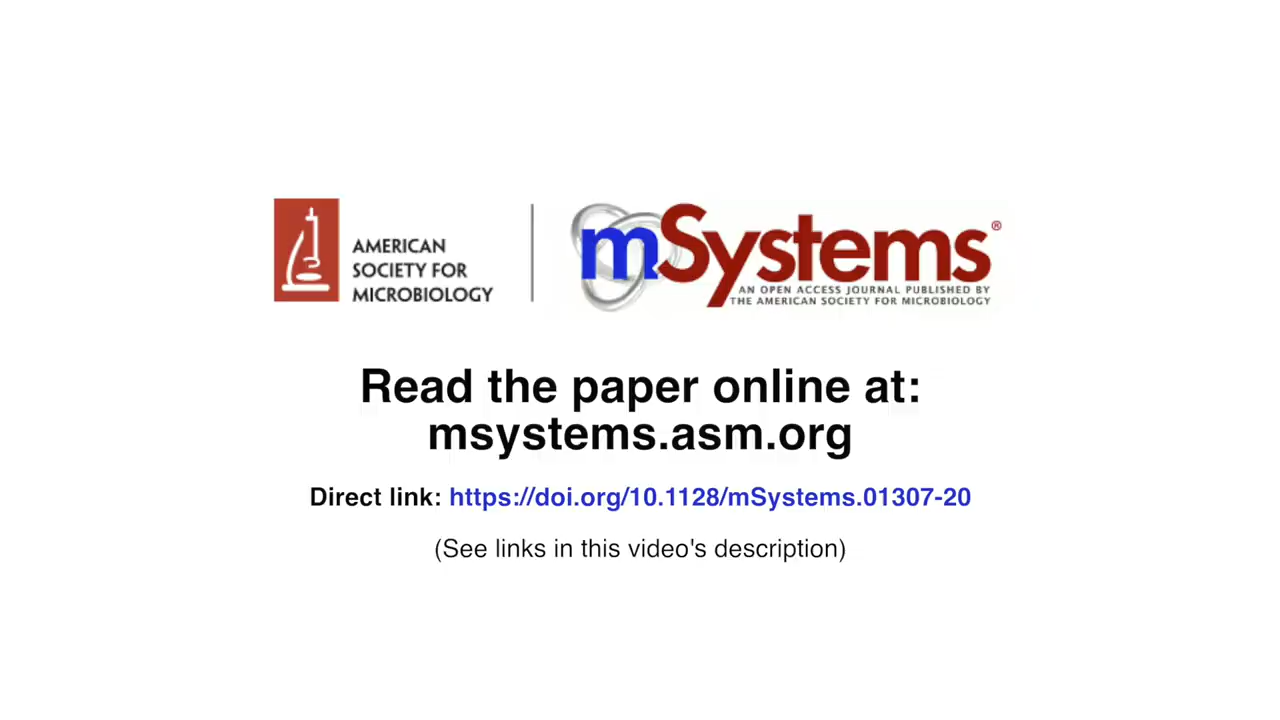 AMERICAN
SOCIETY FOR
MICROBIOLOGY
mSystems®
AN OPEN ACCESS JOURNAL PUBLISHED BY
THE AMERICAN SOCIETY FOR MICROBIOLOGY
Read the paper online at:
msystems.asm.org
Direct link: https://doi.org/10.1128/mSystems.01307-20
(See links in this video's description)